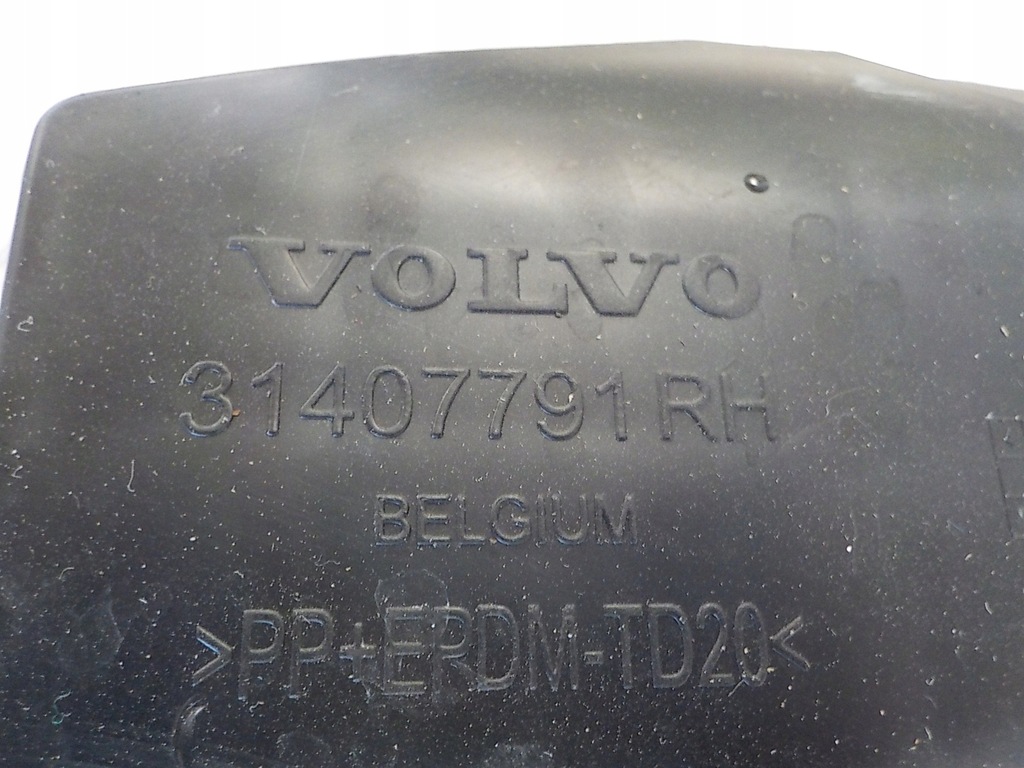 VOLVO
31407791 RH
BELGIUM
>PP+EPDM-TD20<